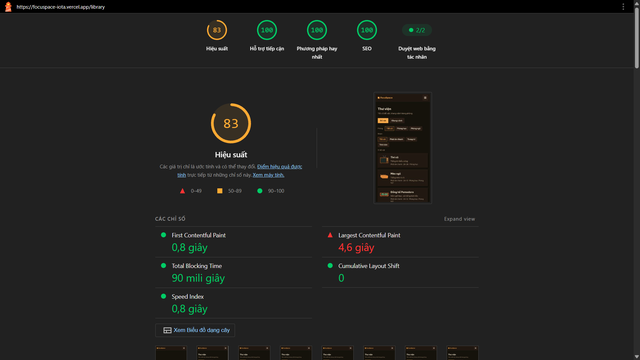 https://focuspace-iota.vercel.app/library
83
100
100
100
2/2
Hiệu suất
Hỗ trợ tiếp cận
Phương pháp hay nhất
SEO
Duyệt web bằng tác nhân
83
Hiệu suất
Các giá trị chỉ là ước tính và có thể thay đổi. Điểm hiệu quả được
tính trực tiếp từ những chỉ số này. Xem máy tính.
0–49
50–89
90–100
Thư viện
CÁC CHỈ SỐ
Expand view
First Contentful Paint
0,8 giây
Largest Contentful Paint
4,6 giây
Total Blocking Time
90 mili giây
Cumulative Layout Shift
0
Speed Index
0,8 giây
Xem Biểu đồ dạng cây